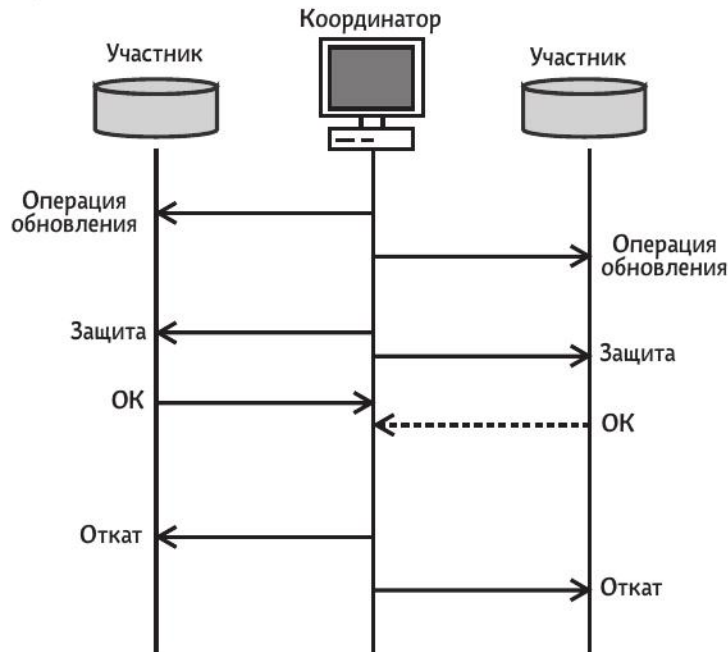 Координатор
Участник
Участник
Операция
обновления
Операция
обновления
Защита
Защита
ОК
ОК
Откат
Откат